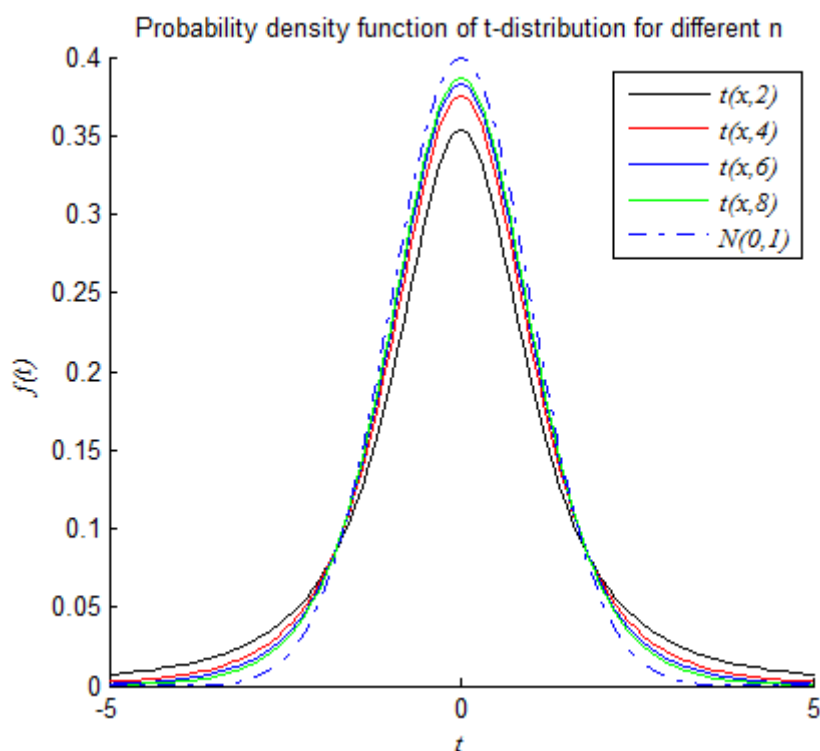 Probability density function of t-distribution for different n
0.4
0.35
0.3
0.25
0.2
0.15
0.1
0.05
0
f(t)
t(x,2)
t(x,4)
t(x,6)
t(x,8)
N(0,1)
-5 0 5
t